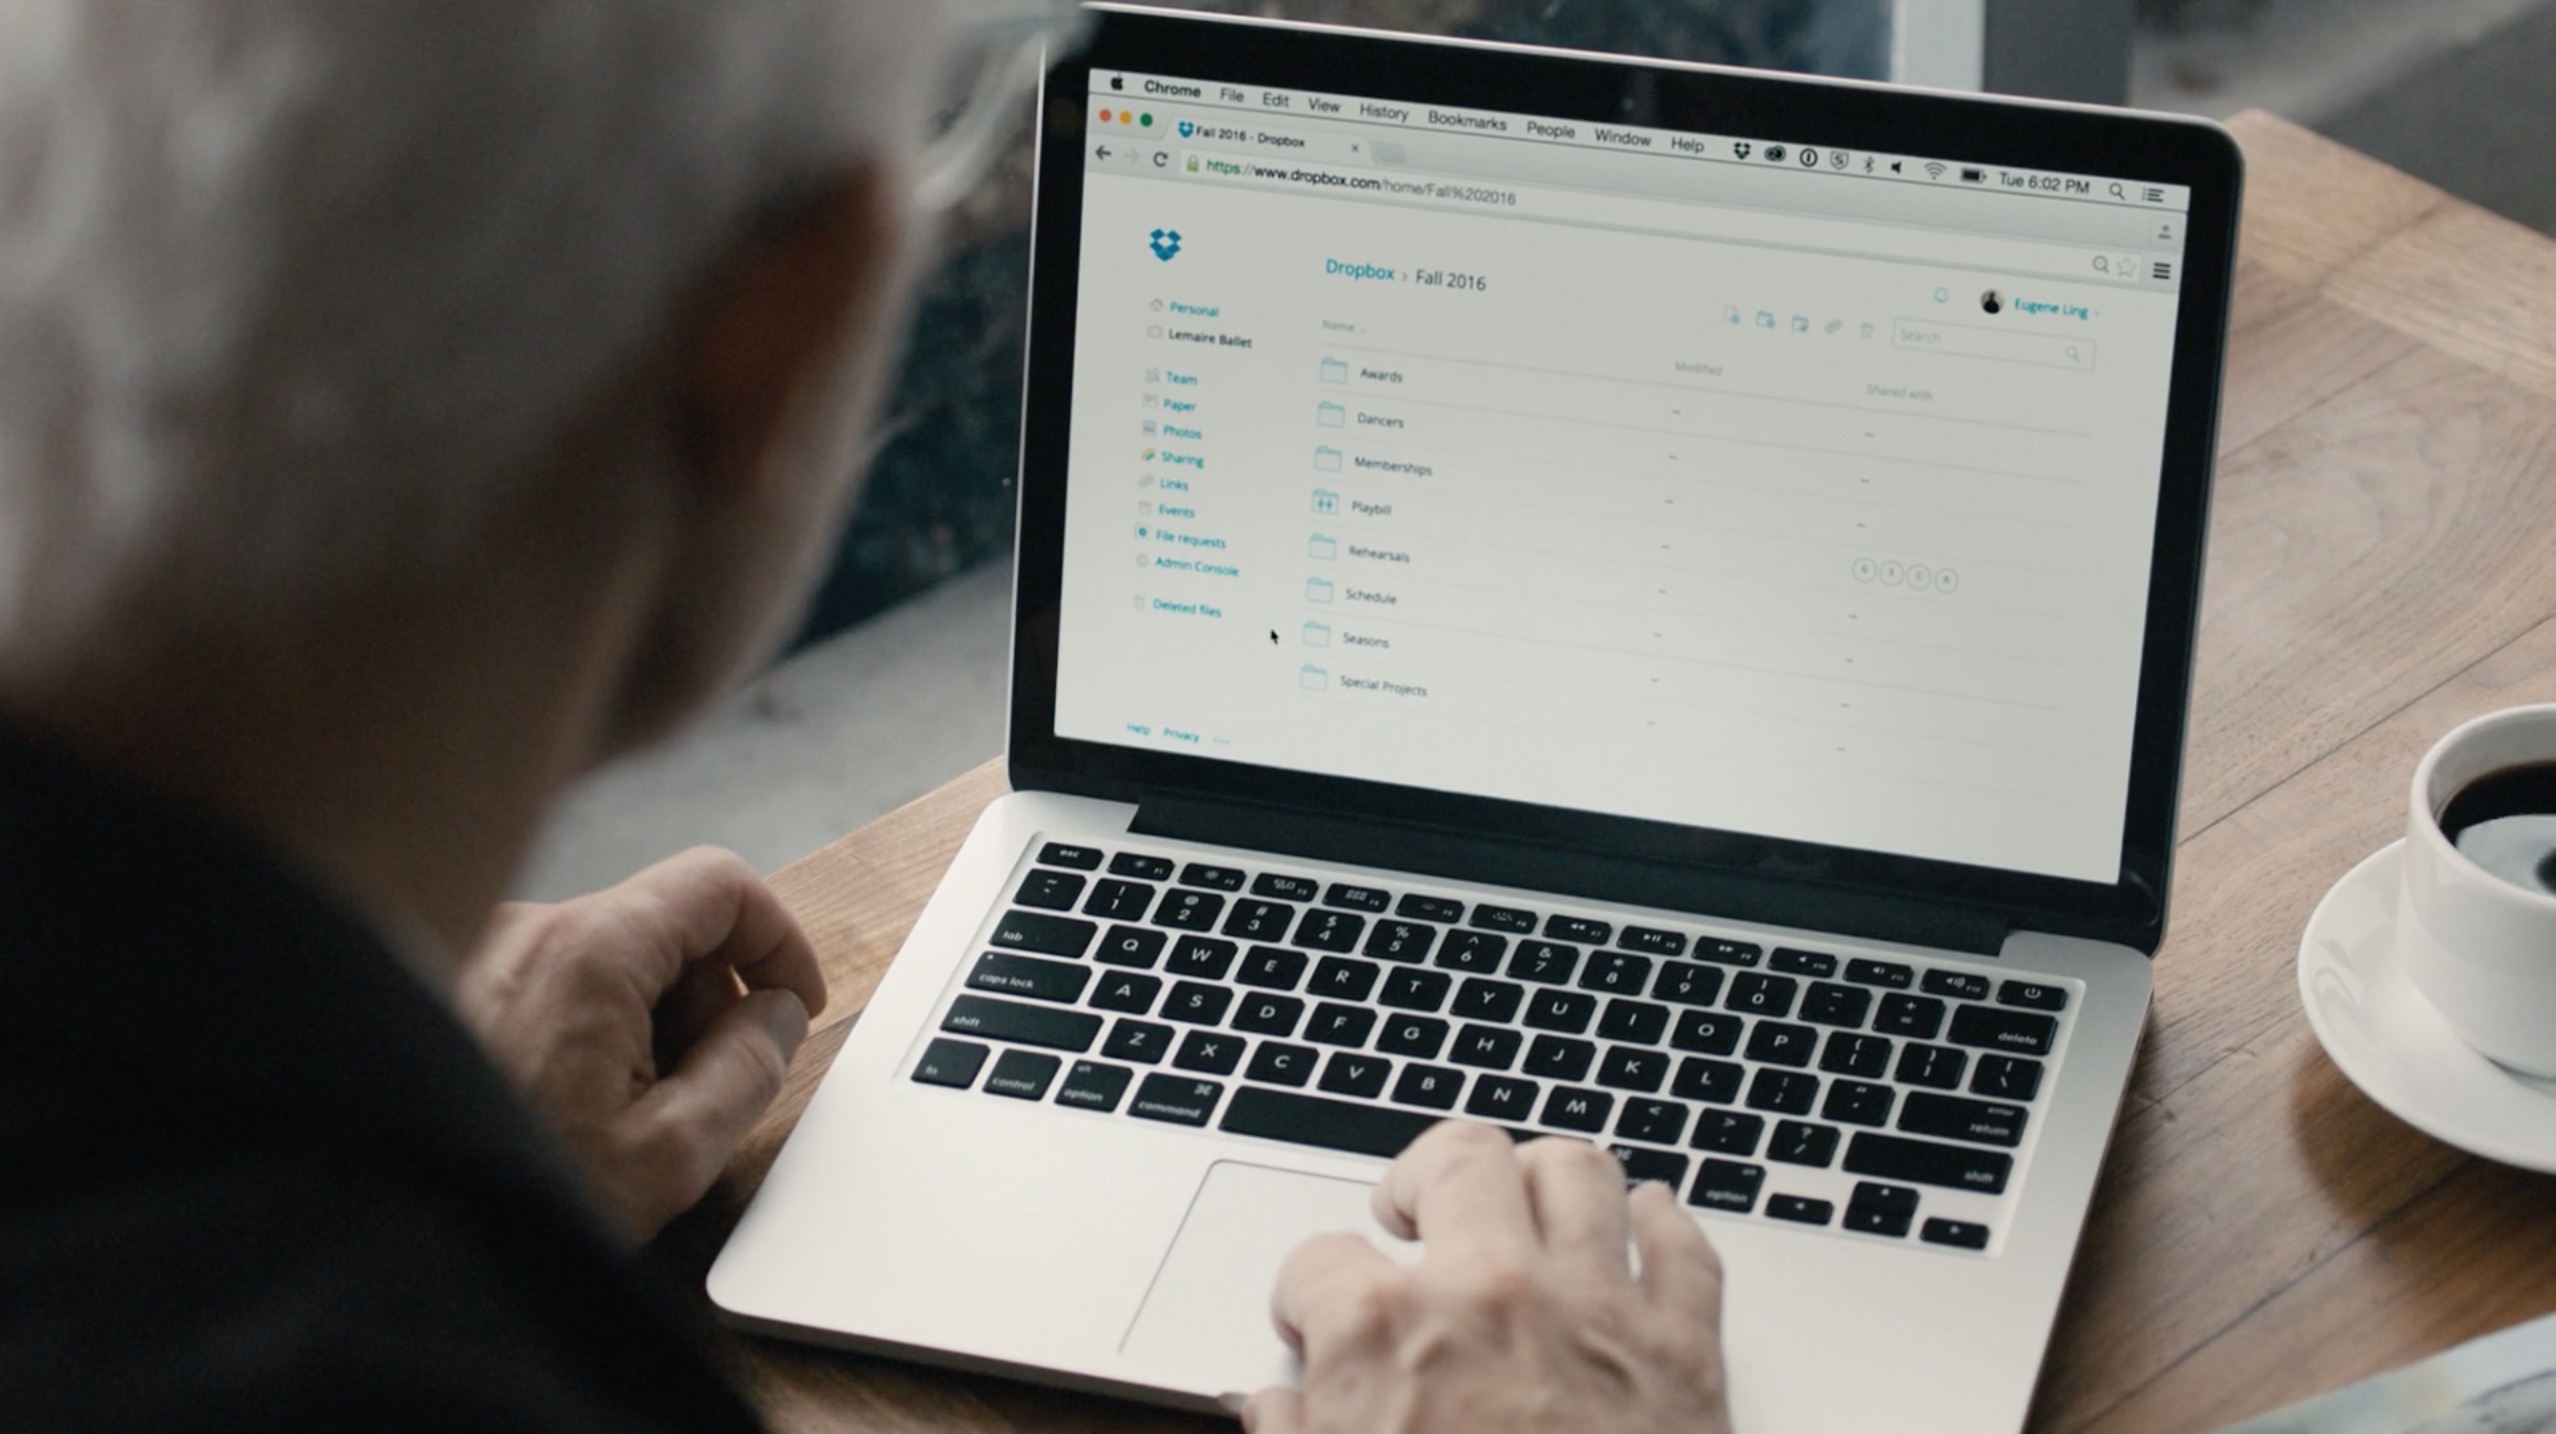 Chrome File Edit View History Bookmarks People Window Help Tue 6:02 PM
Fall 2016 - Dropbox
https://www.dropbox.com/home/Fall%202016
Dropbox › Fall 2016
Eugene Ling
Search
Personal
Lemaire Ballet
Team
Paper
Photos
Sharing
Links
Events
File requests
Admin Console
Deleted files
Help Privacy
Name Modified Shared with
Awards
Dancers
Memberships
Playbill
Rehearsals
Schedule
Seasons
Special Projects
esc
~ ! 1 @ 2 # 3 $ 4 % 5 ^ 6 & 7 * 8 ( 9 ) 0 - + = delete
tab Q W E R T Y U I O P { [ } ] | \
caps lock A S D F G H J K L : ; " ' enter return
shift Z X C V B N M < , > . ? / shift
fn control alt option ⌘ command ⌘ alt option